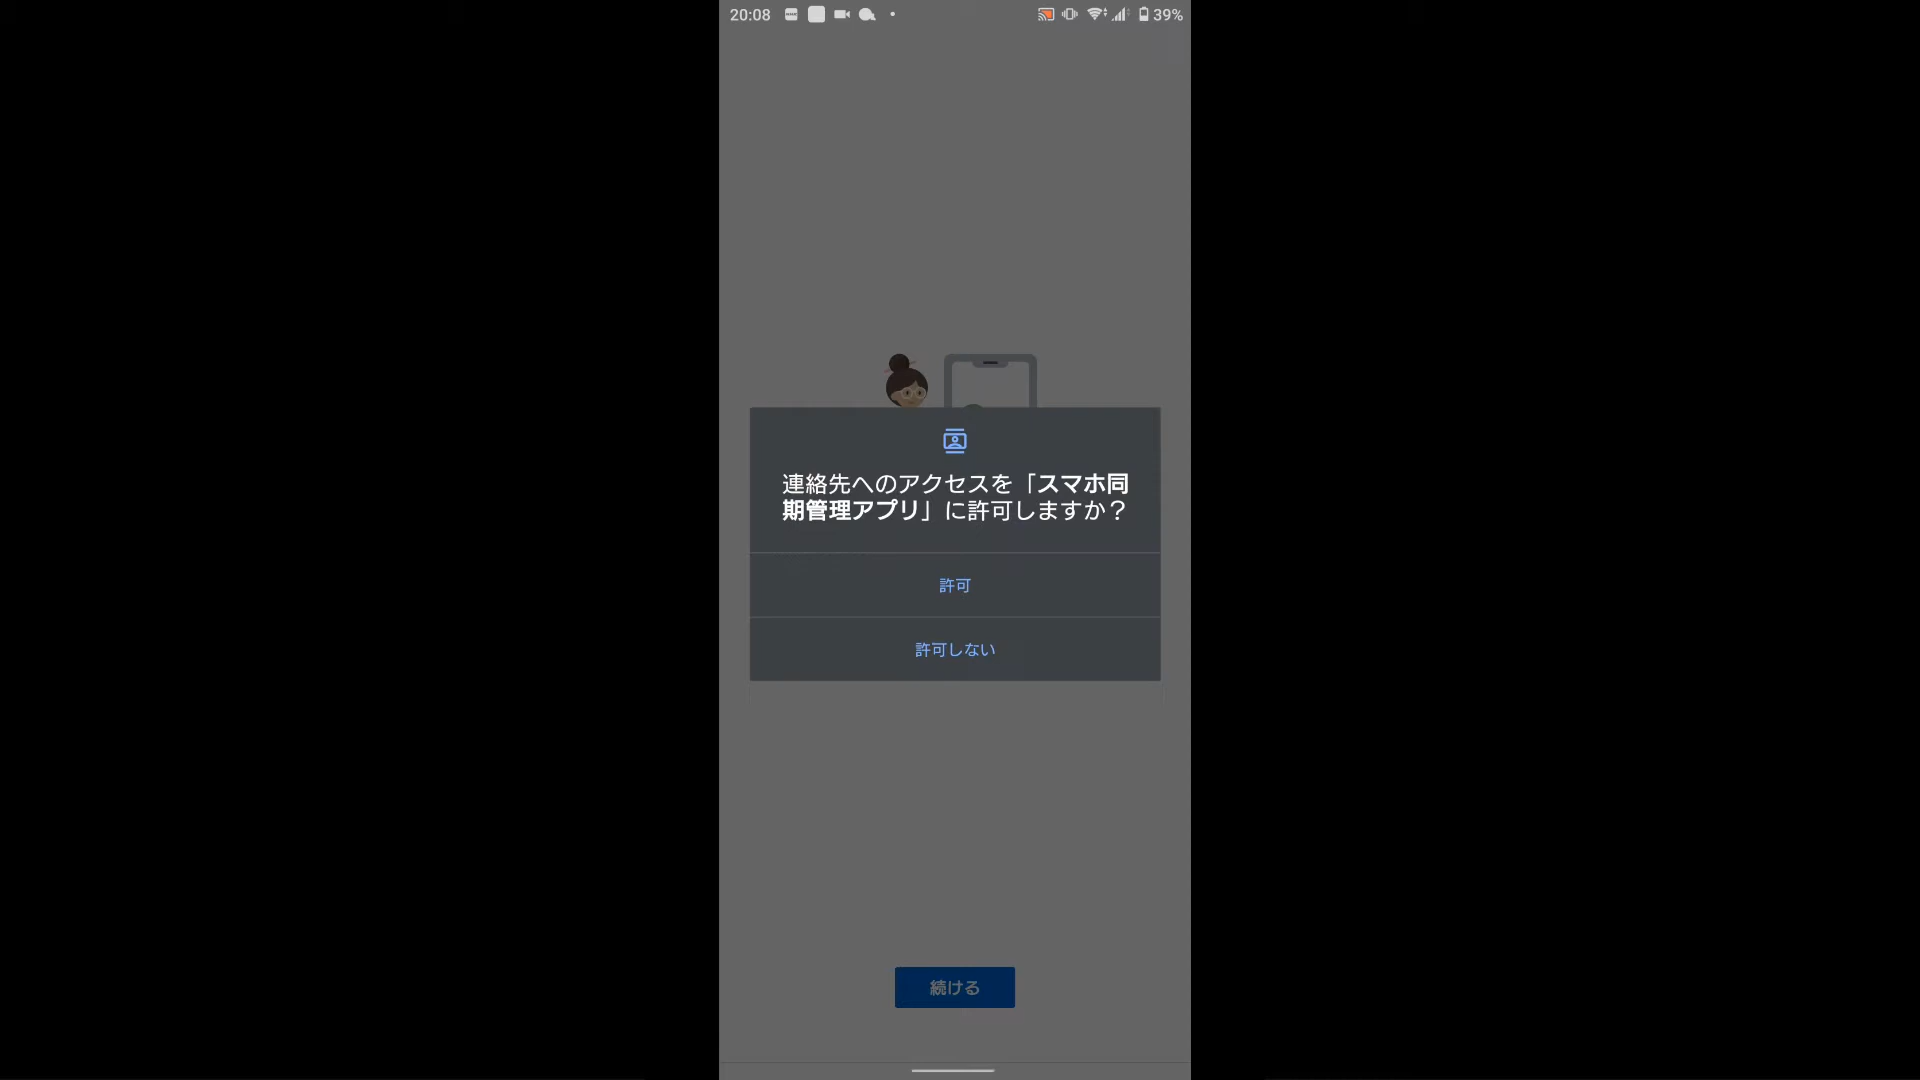 20:08 39%
連絡先へのアクセスを「スマホ同
期管理アプリ」に許可しますか？
許可
許可しない
続ける